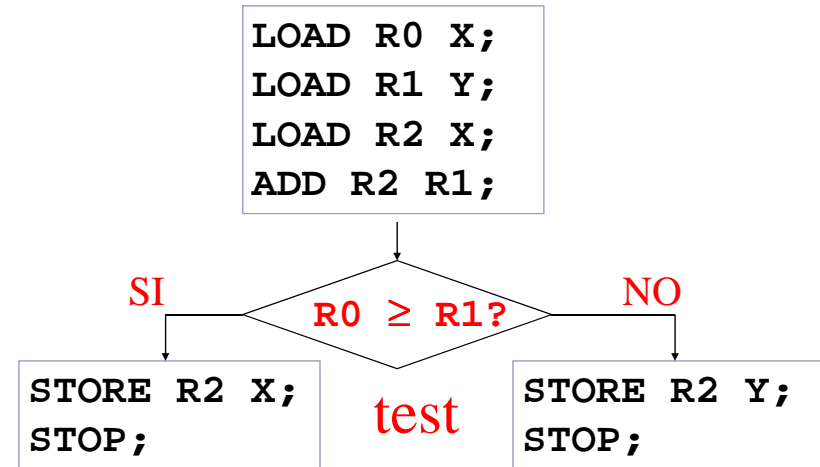 LOAD R0 X;
LOAD R1 Y;
LOAD R2 X;
ADD R2 R1;
SI
R0 ≥ R1?
NO
STORE R2 X;
STOP;
test
STORE R2 Y;
STOP;